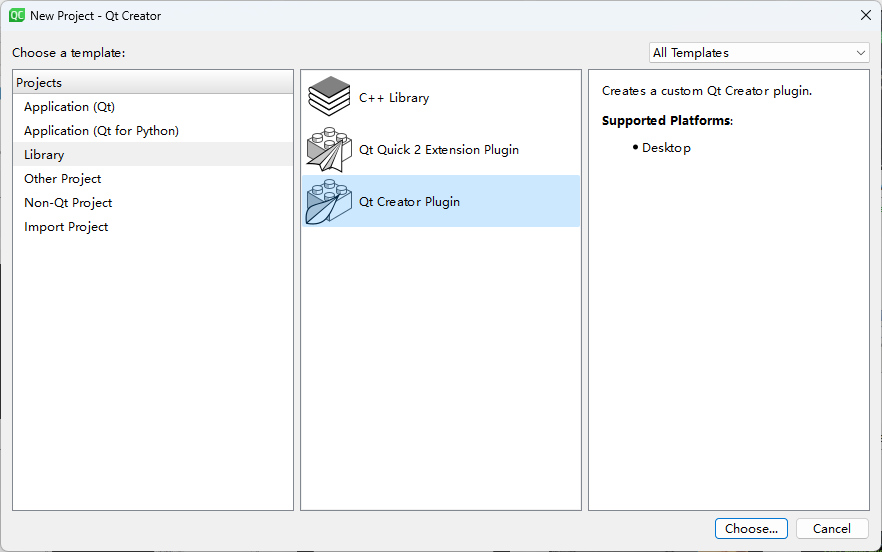 QC New Project - Qt Creator
Choose a template:
All Templates
Projects
Application (Qt)
Application (Qt for Python)
Library
Other Project
Non-Qt Project
Import Project
C++ Library
Qt Quick 2 Extension Plugin
Qt Creator Plugin
Creates a custom Qt Creator plugin.
Supported Platforms:
• Desktop
Choose...
Cancel